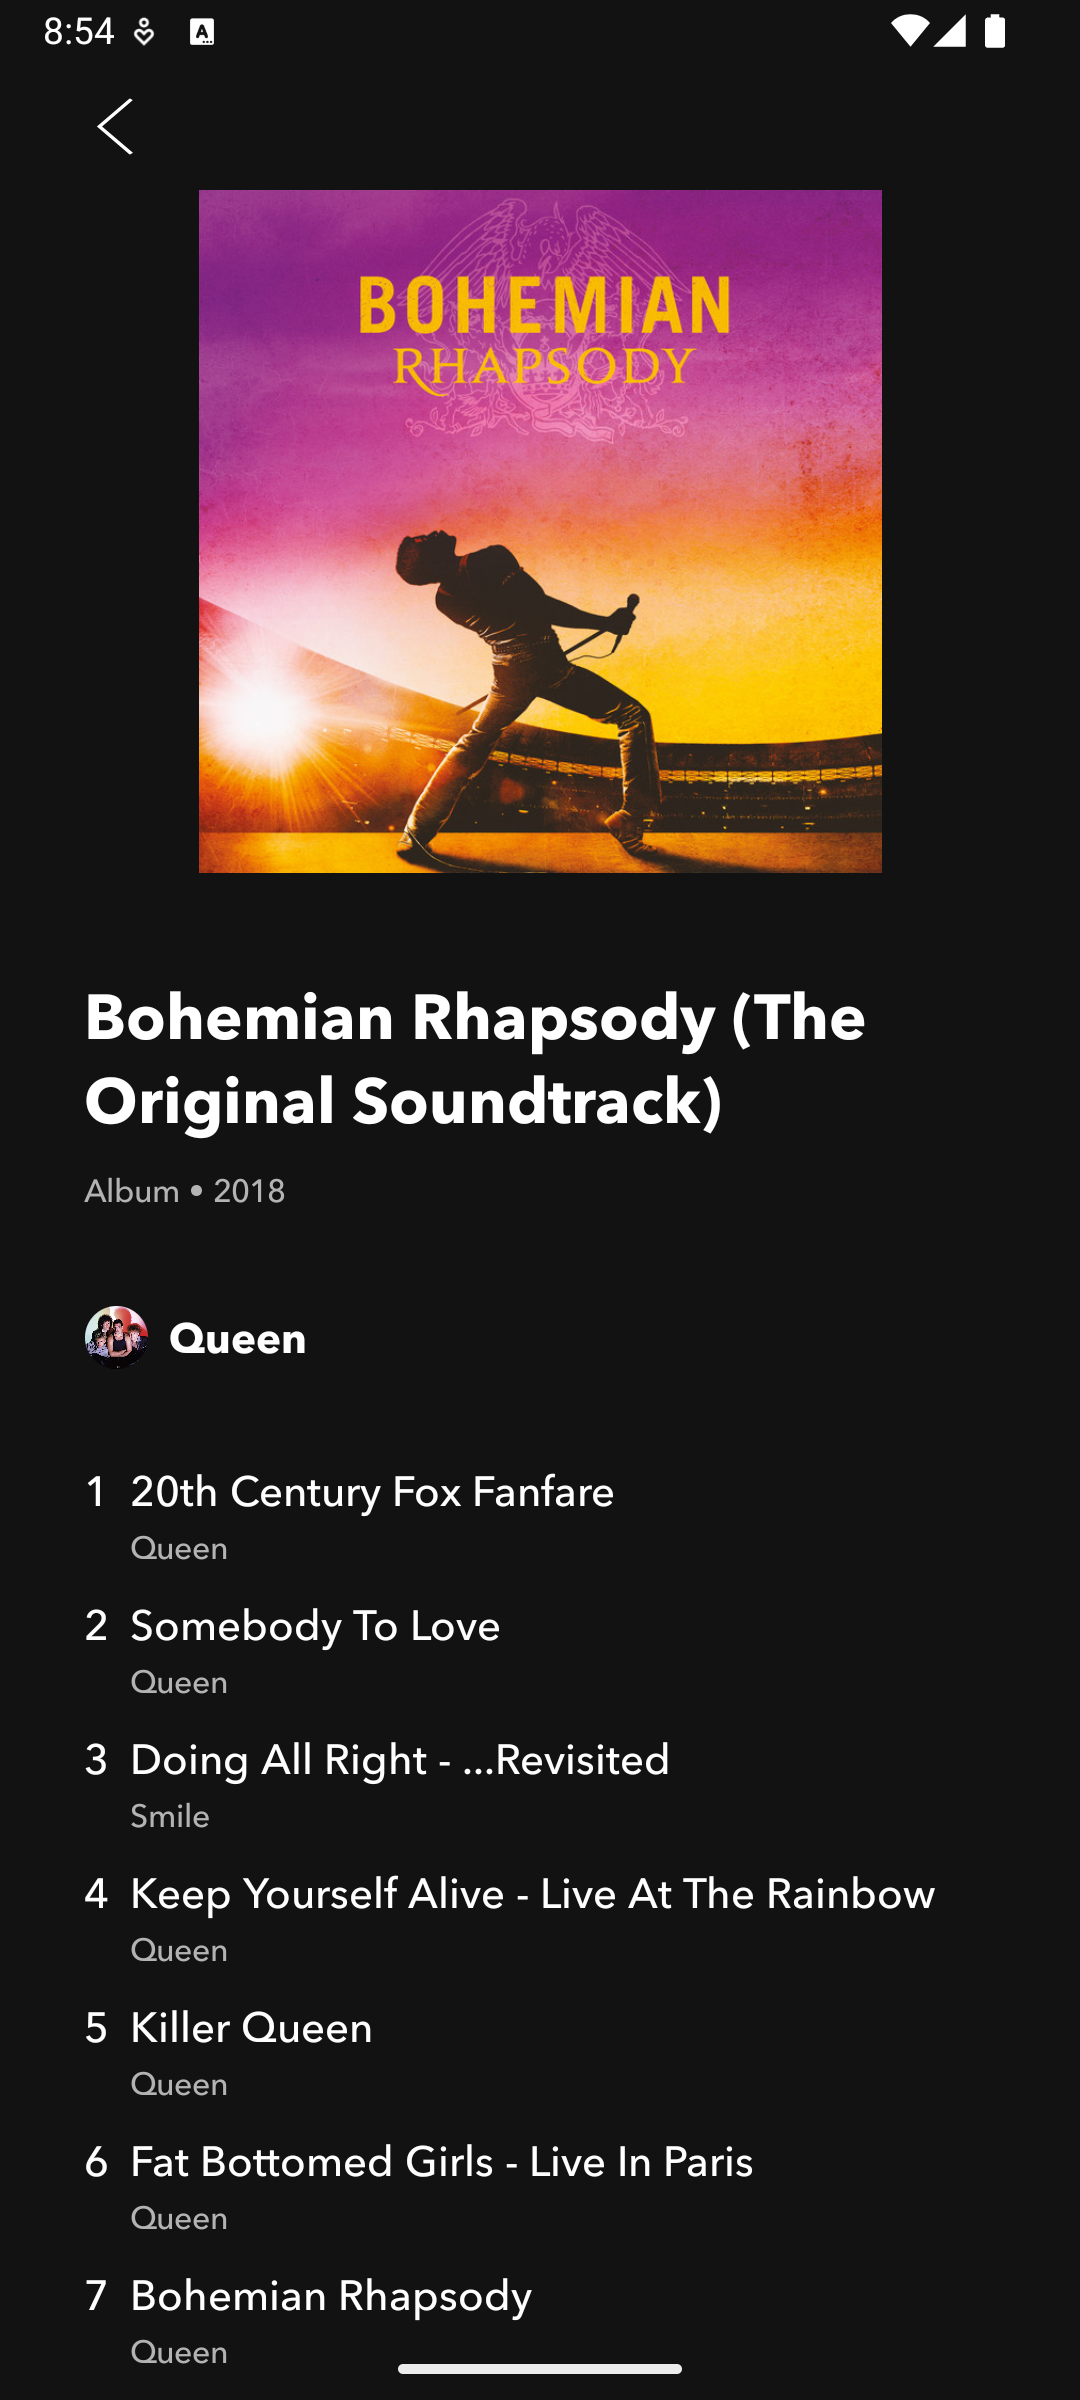 8:54
A
BOHEMIAN
RHAPSODY
Bohemian Rhapsody (The
Original Soundtrack)
Album • 2018
Queen
1 20th Century Fox Fanfare
Queen
2 Somebody To Love
Queen
3 Doing All Right - ...Revisited
Smile
4 Keep Yourself Alive - Live At The Rainbow
Queen
5 Killer Queen
Queen
6 Fat Bottomed Girls - Live In Paris
Queen
7 Bohemian Rhapsody
Queen